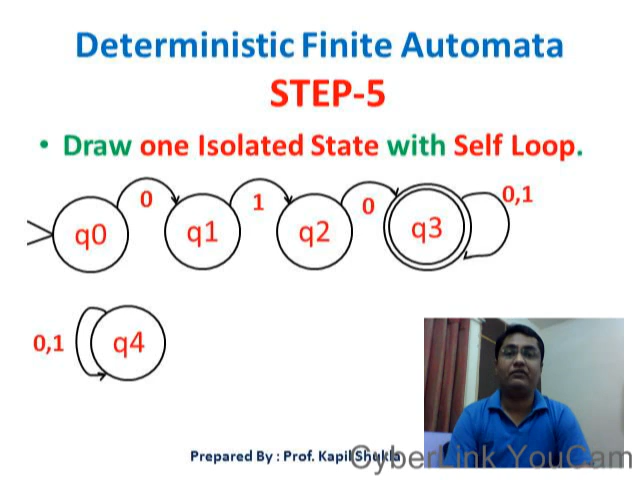 Deterministic Finite Automata
STEP-5
• Draw one Isolated State with Self Loop.
0 1 0 0,1
q0 q1 q2 q3
0,1 q4
Prepared By : Prof. Kapil Shukla
CyberLink YouCam